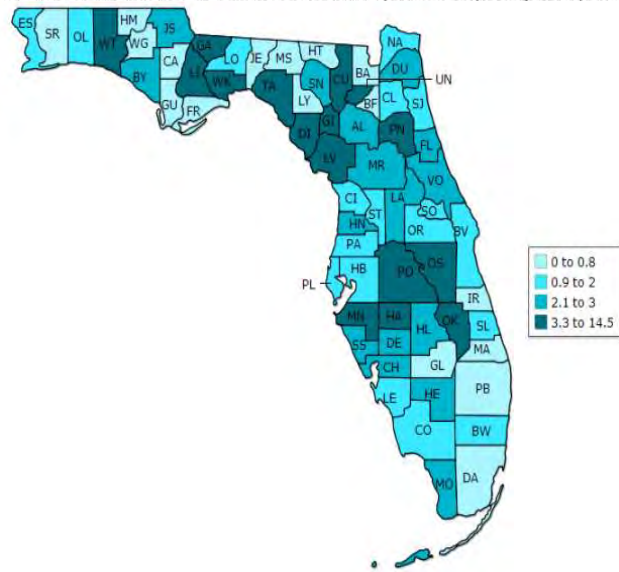 ES
SR
OL
WT
HM
WG
JS
BY
CA
GU
GA
LI
FR
LO
WK
JE
MS
TA
HT
LY
SN
CU
BA
UN
BF
NA
DU
CL
SJ
DI
GI
LV
AL
PN
FL
MR
VO
CI
ST
LA
SO
HN
OR
BV
PA
HB
PO
OS
PL
IR
MN
HA
OK
HL
SL
SS
DE
MA
CH
GL
PB
LE
HE
CO
BW
MO
DA
0 to 0.8
0.9 to 2
2.1 to 3
3.3 to 14.5